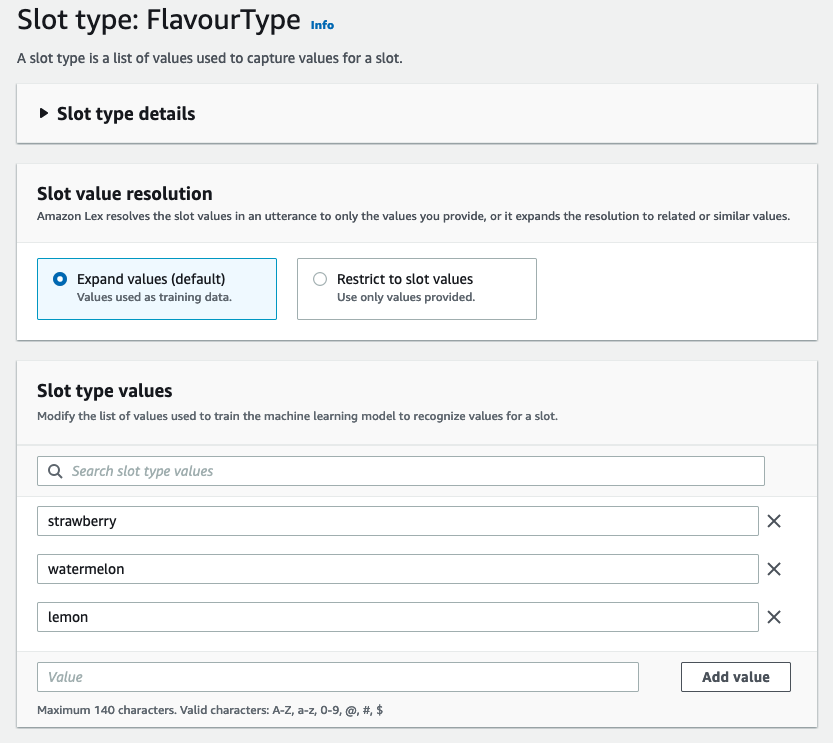 Slot type: FlavourType Info
A slot type is a list of values used to capture values for a slot.
Slot type details
Slot value resolution
Amazon Lex resolves the slot values in an utterance to only the values you provide, or it expands the resolution to related or similar values.
Expand values (default)
Values used as training data.
Restrict to slot values
Use only values provided.
Slot type values
Modify the list of values used to train the machine learning model to recognize values for a slot.
Search slot type values
strawberry
watermelon
lemon
Value
Add value
Maximum 140 characters. Valid characters: A-Z, a-z, 0-9, @, #, $